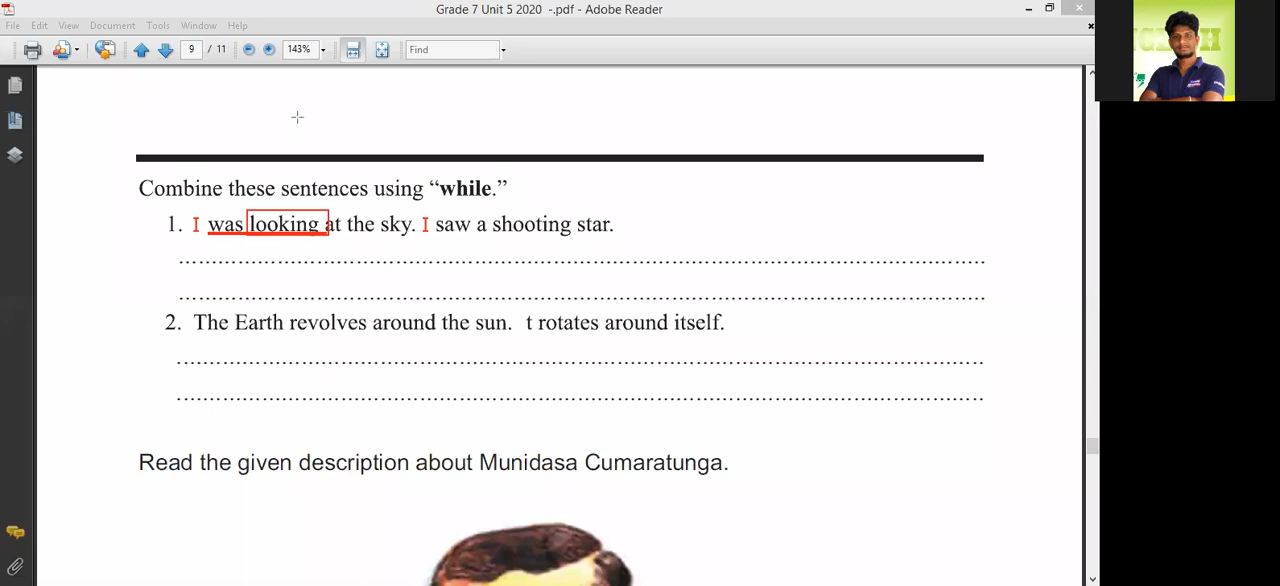 Grade 7 Unit 5 2020 -.pdf - Adobe Reader
File Edit View Document Tools Window Help
9 / 11 143% Find
Combine these sentences using “while.”
1. I was looking at the sky. I saw a shooting star.
2. The Earth revolves around the sun. t rotates around itself.
Read the given description about Munidasa Cumaratunga.